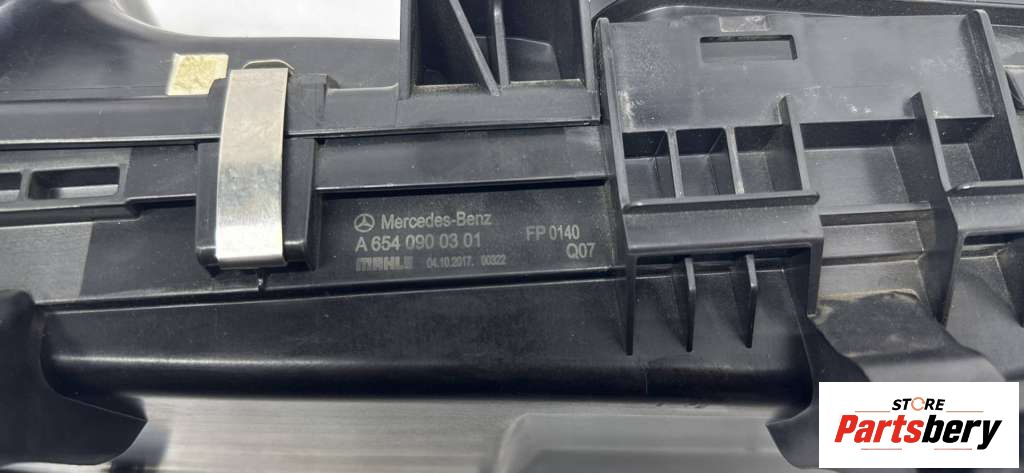 Mercedes-Benz
A 654 090 03 01 FP 0140
Q07
MAHLE 04.10.2017. 00322
STORE
Partsbery